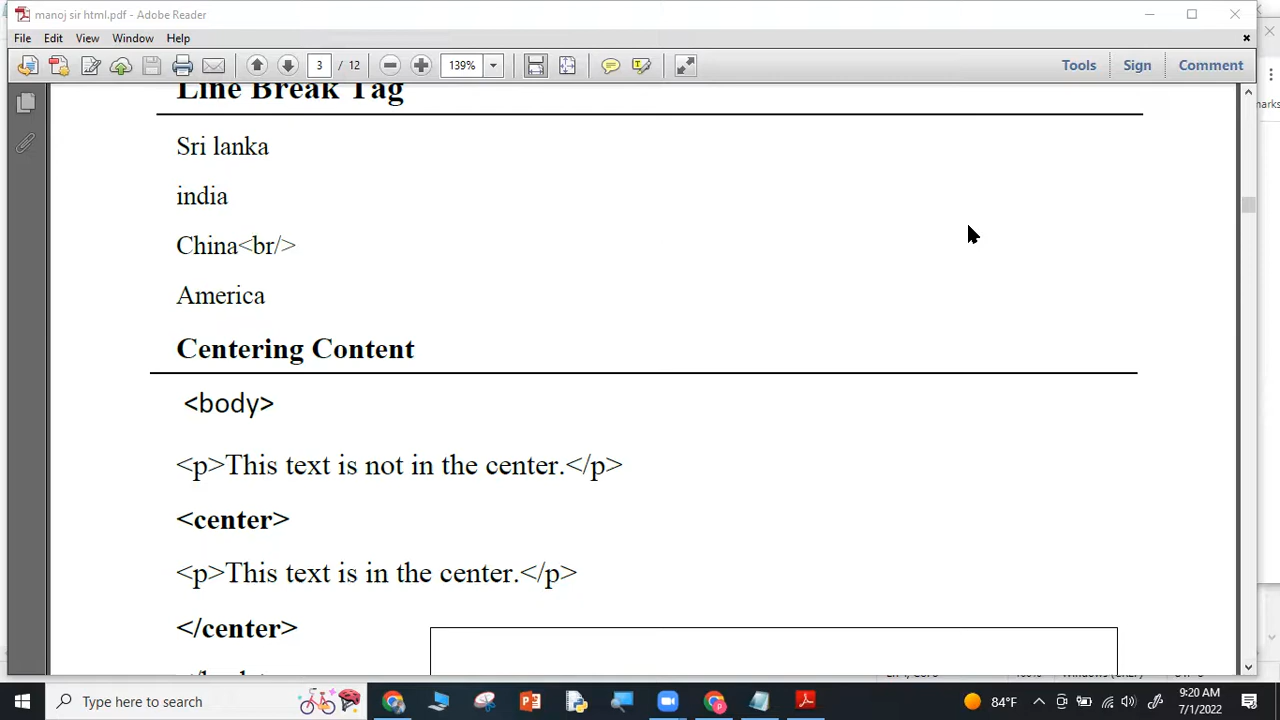 manoj sir html.pdf - Adobe Reader
File Edit View Window Help
3 / 12 139% Tools Sign Comment
Line Break Tag
Sri lanka
india
China<br/>
America
Centering Content
<body>
<p>This text is not in the center.</p>
<center>
<p>This text is in the center.</p>
</center>
Type here to search
84°F
9:20 AM
7/1/2022